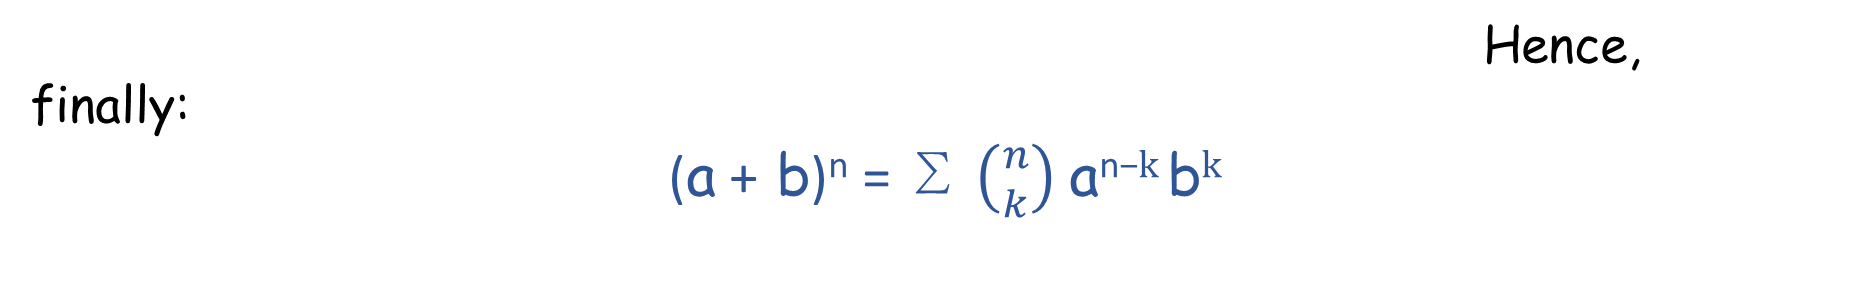 Hence,
finally:
(a + b)ⁿ = ∑ (n k) aⁿ⁻ᵏ bᵏ